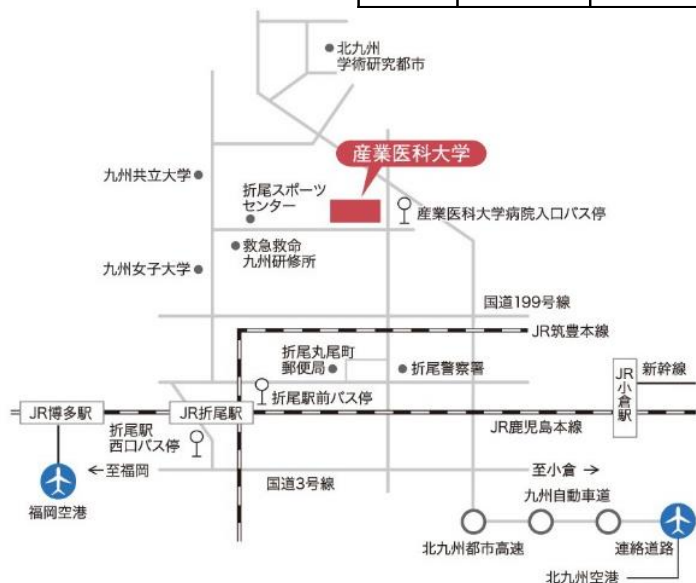 北九州
学術研究都市
産業医科大学
九州共立大学
折尾スポーツ
センター
産業医科大学病院入口バス停
救急救命
九州研修所
九州女子大学
国道199号線
JR筑豊本線
折尾丸尾町
郵便局
折尾警察署
JR
小倉駅
新幹線
折尾駅前バス停
JR博多駅
JR折尾駅
折尾駅
西口バス停
JR鹿児島本線
←至福岡
至小倉→
国道3号線
九州自動車道
福岡空港
北九州都市高速
連絡道路
北九州空港